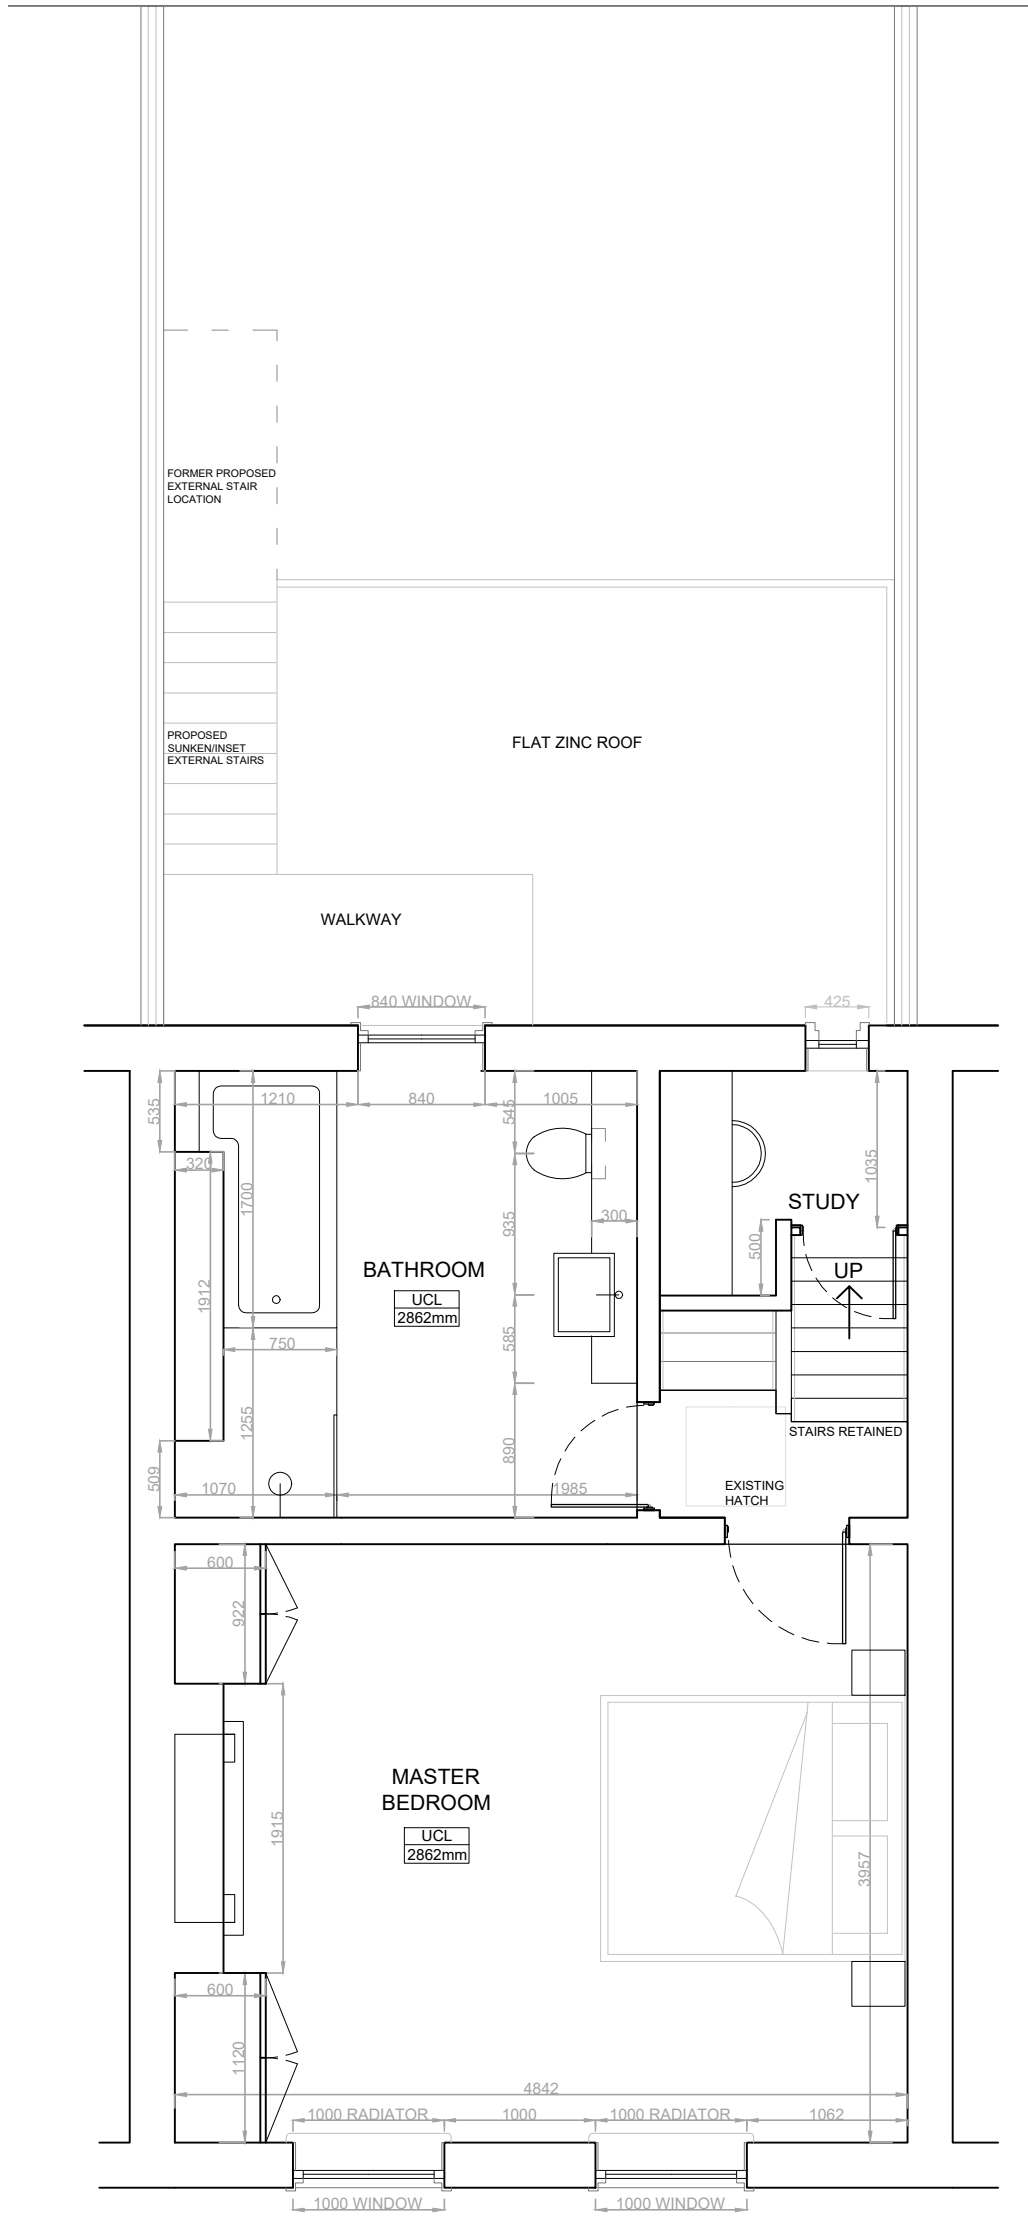 FORMER PROPOSED
EXTERNAL STAIR
LOCATION
PROPOSED
SUNKEN/INSET
EXTERNAL STAIRS
FLAT ZINC ROOF
WALKWAY
840 WINDOW
425
535
1210
840
545
1005
320
1700
935
1035
STUDY
300
500
BATHROOM
UCL
2862mm
UP
1912
585
750
1255
STAIRS RETAINED
890
509
1070
1985
EXISTING
HATCH
600
922
MASTER
BEDROOM
UCL
2862mm
1915
3957
600
1120
4842
1000 RADIATOR
1000
1000 RADIATOR
1062
1000 WINDOW
1000 WINDOW